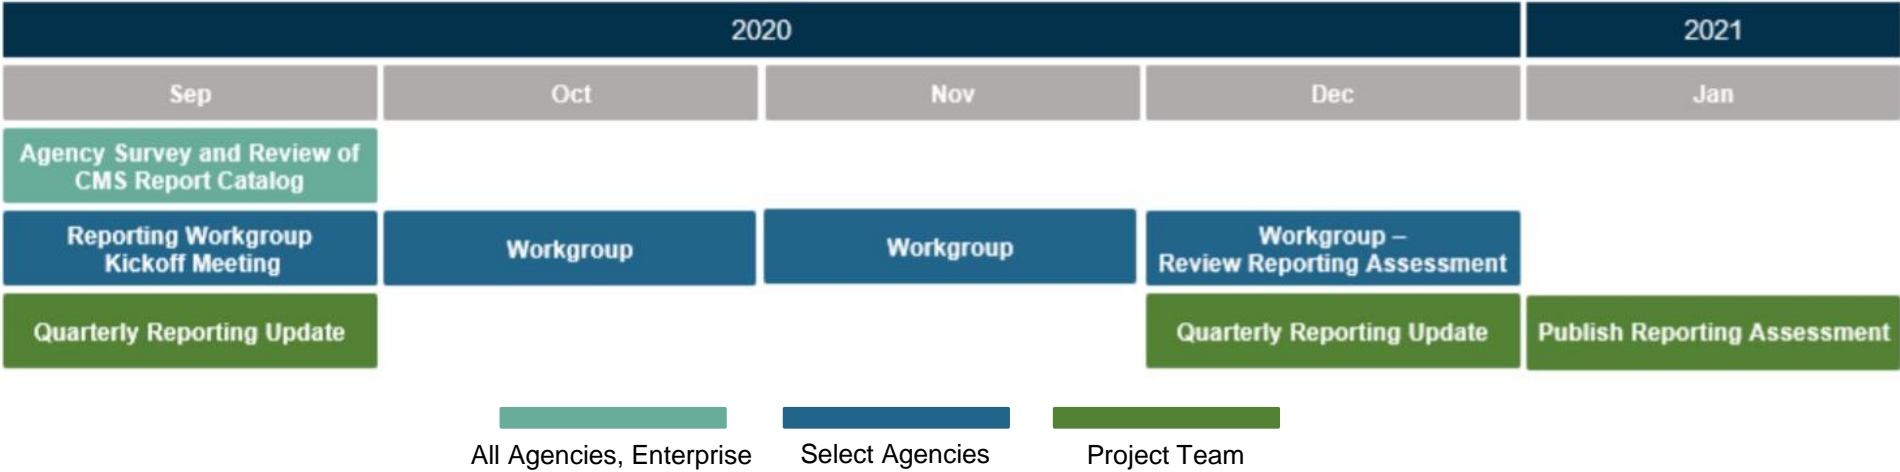 2020
2021
Sep
Oct
Nov
Dec
Jan
Agency Survey and Review of
CMS Report Catalog
Reporting Workgroup
Kickoff Meeting
Workgroup
Workgroup
Workgroup –
Review Reporting Assessment
Quarterly Reporting Update
Quarterly Reporting Update
Publish Reporting Assessment
All Agencies, Enterprise
Select Agencies
Project Team